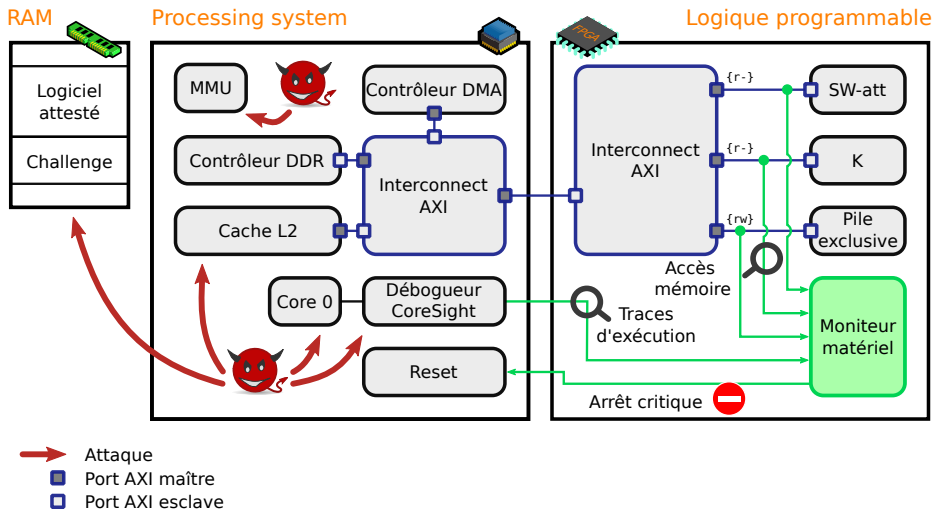 RAM
Processing system
Logique programmable
FPGA
Logiciel
attesté
Challenge
MMU
Contrôleur DMA
Contrôleur DDR
Interconnect
AXI
Cache L2
Core 0
Débogueur
CoreSight
Reset
Interconnect
AXI
{r-}
SW-att
{r-}
K
{rw}
Pile
exclusive
Accès
mémoire
Traces
d'exécution
Moniteur
matériel
Arrêt critique
Attaque
Port AXI maître
Port AXI esclave